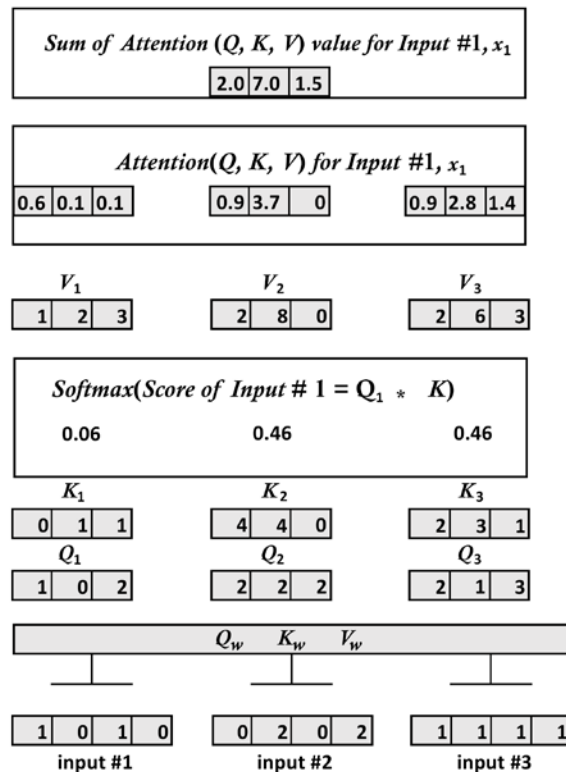 Sum of Attention (Q, K, V) value for Input #1, x₁
2.0 7.0 1.5
Attention(Q, K, V) for Input #1, x₁
0.6 0.1 0.1 0.9 3.7 0 0.9 2.8 1.4
V₁ V₂ V₃
1 2 3 2 8 0 2 6 3
Softmax(Score of Input # 1 = Q₁ * K)
0.06 0.46 0.46
K₁ K₂ K₃
0 1 1 4 4 0 2 3 1
Q₁ Q₂ Q₃
1 0 2 2 2 2 2 1 3
Q_w K_w V_w
1 0 1 0 0 2 0 2 1 1 1 1
input #1 input #2 input #3